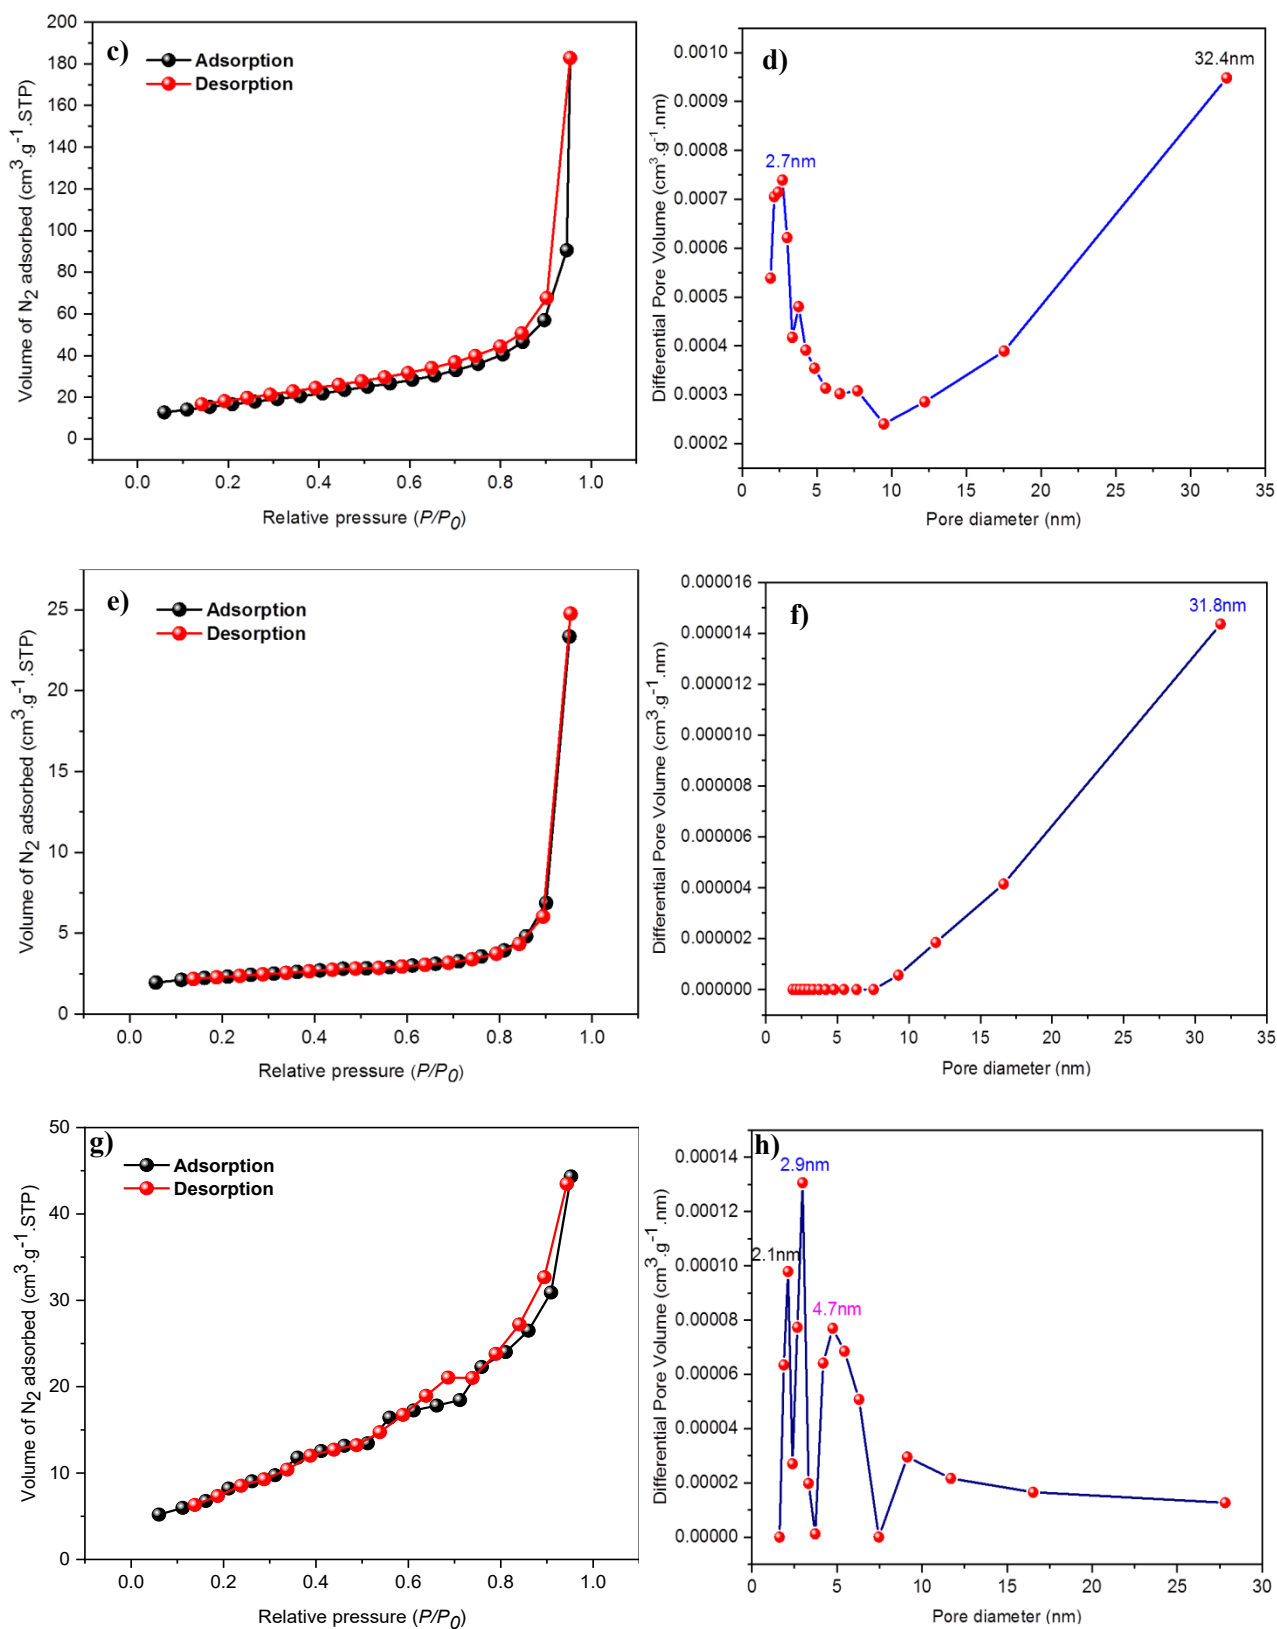 c)
Adsorption
Desorption
Volume of N2 adsorbed (cm3.g-1.STP)
200
180
160
140
120
100
80
60
40
20
0
0.0 0.2 0.4 0.6 0.8 1.0
Relative pressure (P/P0)
d)
2.7nm
32.4nm
Differential Pore Volume (cm3.g-1.nm)
0.0010
0.0009
0.0008
0.0007
0.0006
0.0005
0.0004
0.0003
0.0002
0 5 10 15 20 25 30 35
Pore diameter (nm)
e)
Adsorption
Desorption
Volume of N2 adsorbed (cm3.g-1.STP)
25
20
15
10
5
0
0.0 0.2 0.4 0.6 0.8 1.0
Relative pressure (P/P0)
f)
31.8nm
Differential Pore Volume (cm3.g-1.nm)
0.000016
0.000014
0.000012
0.000010
0.000008
0.000006
0.000004
0.000002
0.000000
0 5 10 15 20 25 30 35
Pore diameter (nm)
g)
Adsorption
Desorption
Volume of N2 adsorbed (cm3.g-1.STP)
50
40
30
20
10
0
0.0 0.2 0.4 0.6 0.8 1.0
Relative pressure (P/P0)
h)
2.9nm
2.1nm
4.7nm
Differential Pore Volume (cm3.g-1.nm)
0.00014
0.00012
0.00010
0.00008
0.00006
0.00004
0.00002
0.00000
0 5 10 15 20 25 30
Pore diameter (nm)